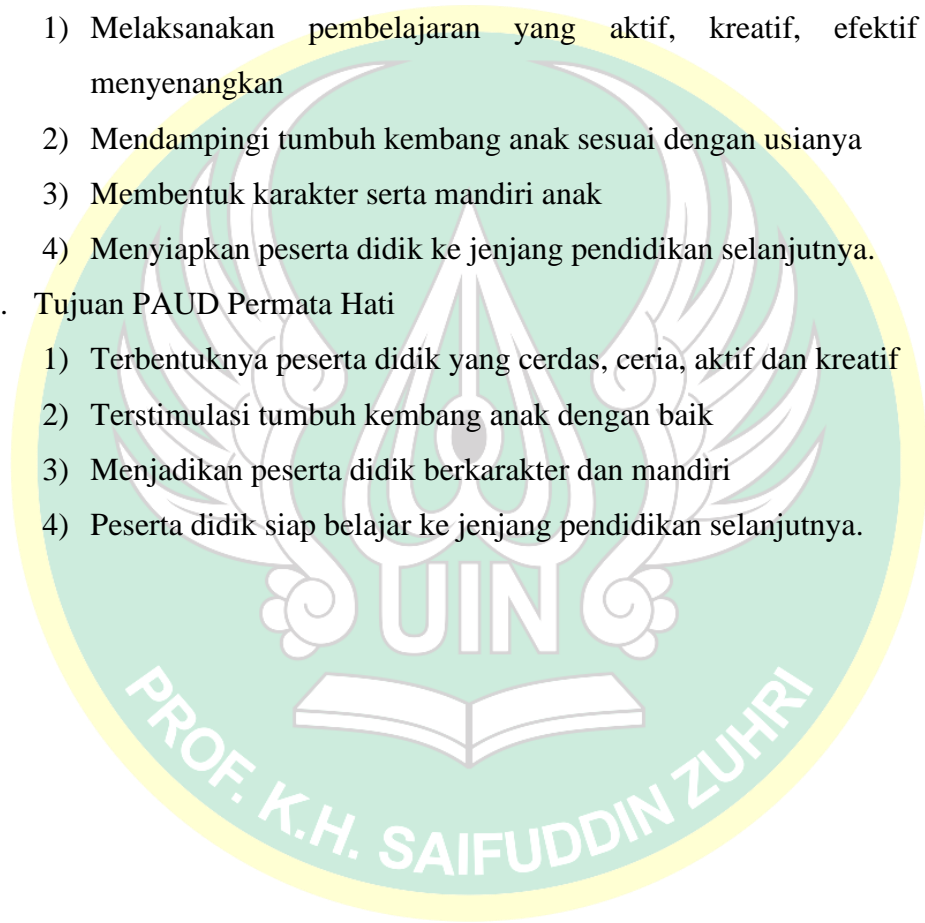 1) Melaksanakan pembelajaran yang aktif, kreatif, efektif
menyenangkan
2) Mendampingi tumbuh kembang anak sesuai dengan usianya
3) Membentuk karakter serta mandiri anak
4) Menyiapkan peserta didik ke jenjang pendidikan selanjutnya.
. Tujuan PAUD Permata Hati
1) Terbentuknya peserta didik yang cerdas, ceria, aktif dan kreatif
2) Terstimulasi tumbuh kembang anak dengan baik
3) Menjadikan peserta didik berkarakter dan mandiri
4) Peserta didik siap belajar ke jenjang pendidikan selanjutnya.
UIN
PROF. K.H. SAIFUDDIN ZUHRI